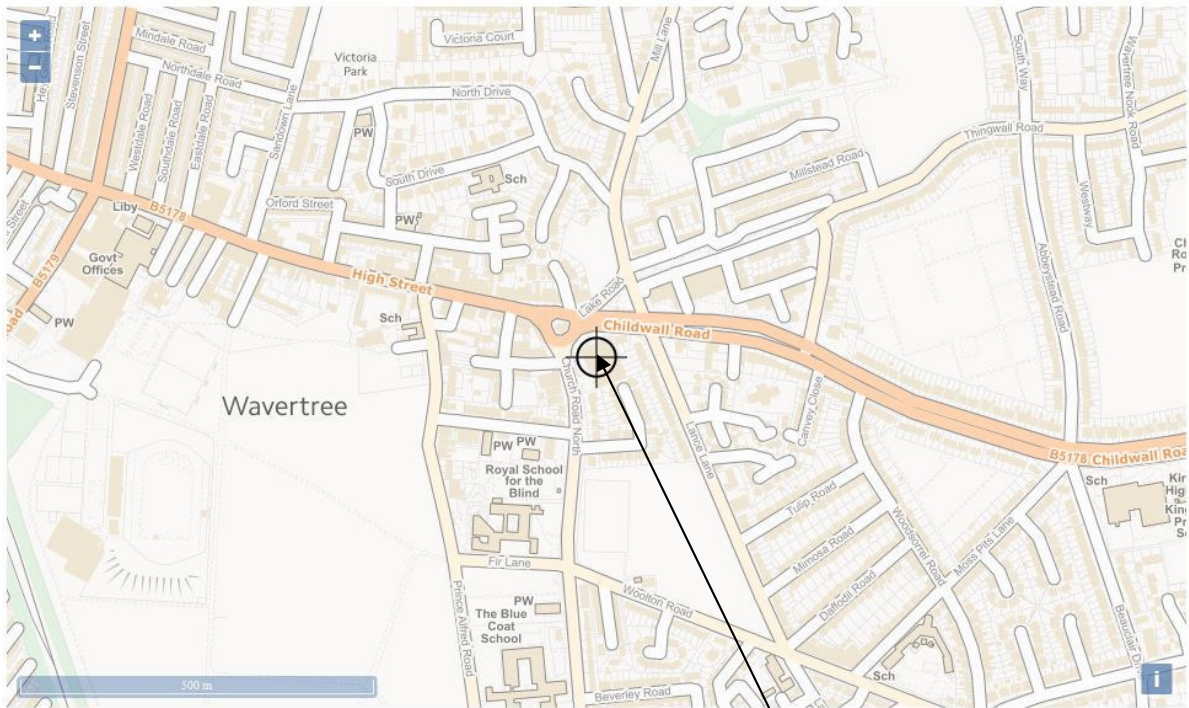 +
-
Stevenson Street
Mindale Road
Northdale Road
Westdale Road
Southdale Road
Eastdale Road
Sandown Lane
Victoria
Park
Victoria Court
North Drive
Mill Lane
PW
South Drive
Sch
Orford Street
PW
South Way
Wavertree Nook Road
Thingwall Road
Millstead Road
Westway
Abbeystead Road
B5178
Liby
Govt
Offices
B5179
PW
Street
High Street
Lake Road
Childwall Road
Sch
Wavertree
Church Road North
Lance Lane
Canvey Close
PW
PW
Royal School
for the
Blind
B5178 Childwall Roa
Sch
Tulip Road
Mimosa Road
Daffodil Road
Woodsorrel Road
Moss Pits Lane
Fir Lane
Prince Alfred Road
Woolton Road
PW
The Blue
Coat
School
Sch
Beverley Road
500 m
i